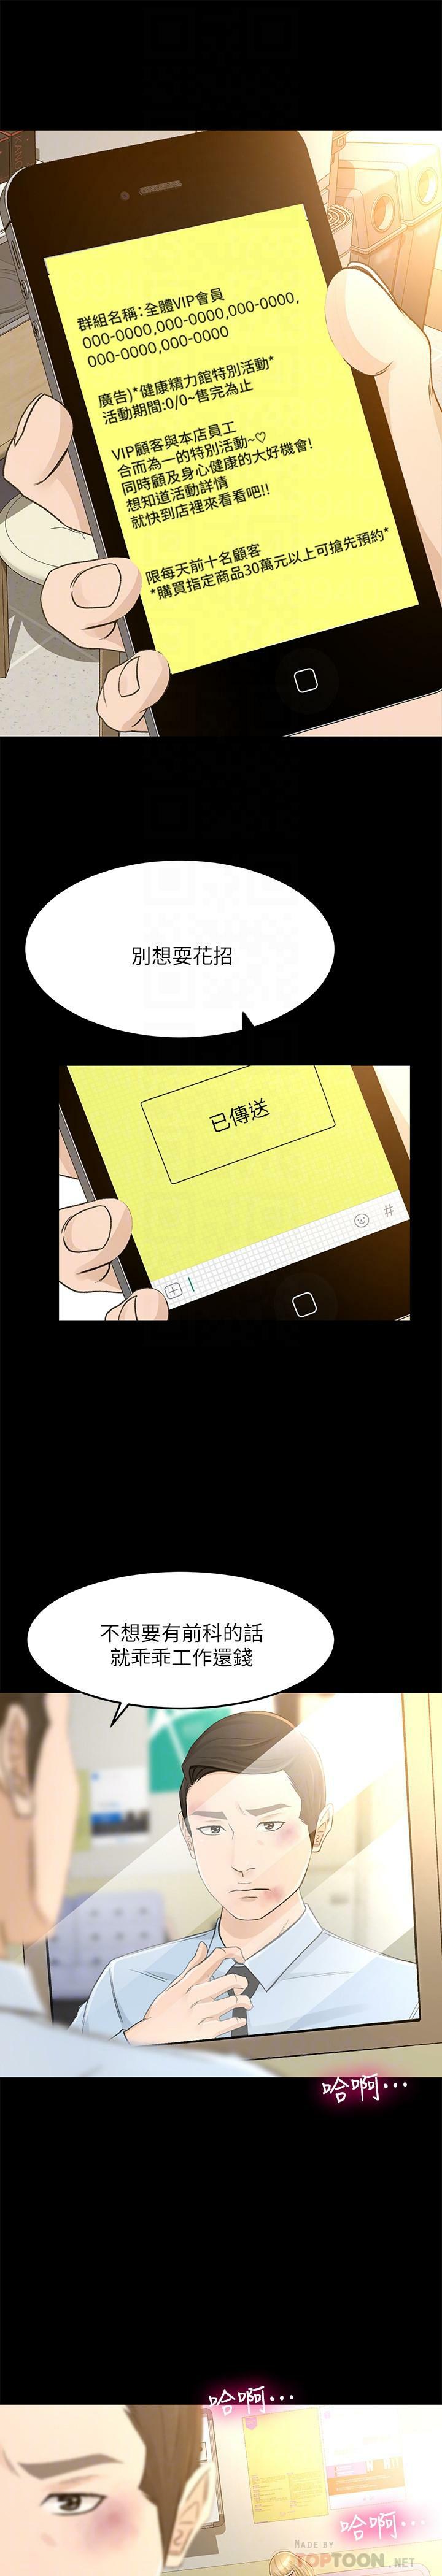 群組名稱：全體VIP會員
000-0000,000-0000,000-0000,
000-0000,000-0000
廣告)*健康精力館特別活動*
活動期間:0/0~售完為止
VIP顧客與本店員工
合而為一的特別活動~♡
同時顧及身心健康的大好機會!
想知道活動詳情
就快到店裡來看看吧!!
限每天前十名顧客
*購買指定商品30萬元以上可搶先預約*
別想耍花招
已傳送
#
不想要有前科的話
就乖乖工作還錢
哈啊…
哈啊…
哈啊…
MADE BY
TOPTOON.NET